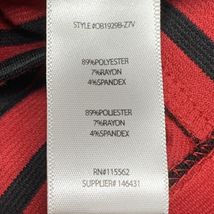 STYLE #OB1929B-Z7V
89%POLYESTER
7%RAYON
4%SPANDEX
89%POLIESTER
7%RAYON
4%SPANDEX
RN#115562
SUPPLIER# 146431